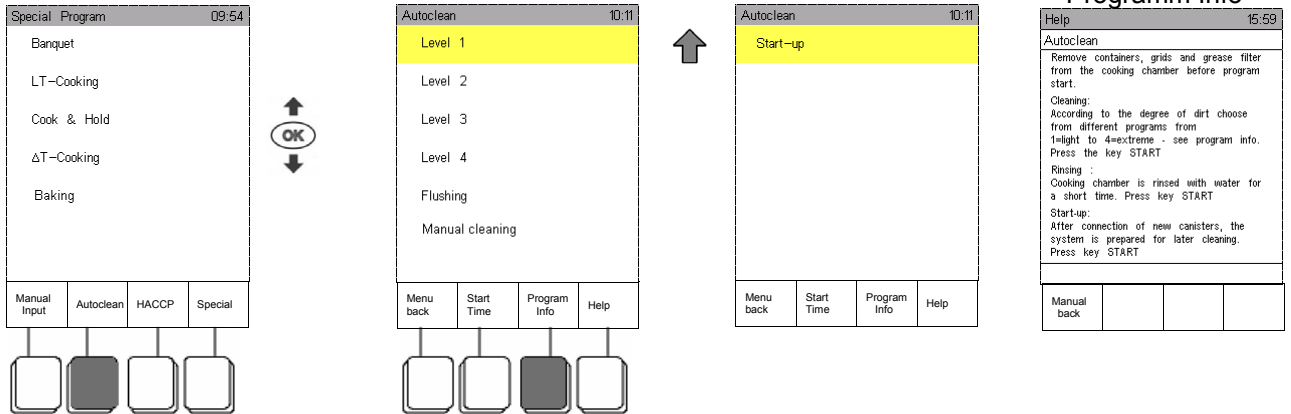 Special Program 09:54
Banquet
LT-Cooking
Cook & Hold
ΔT-Cooking
Baking
Manual
Input
Autoclean
HACCP
Special
OK
Autoclean 10:11
Level 1
Level 2
Level 3
Level 4
Flushing
Manual cleaning
Menu
back
Start
Time
Program
Info
Help
Autoclean 10:11
Start-up
Menu
back
Start
Time
Program
Info
Help
Programm Info
Help 15:59
Autoclean
Remove containers, grids and grease filter
from the cooking chamber before program
start.
Cleaning:
According to the degree of dirt choose
from different programs from
1=light to 4=extreme - see program info.
Press the key START
Rinsing :
Cooking chamber is rinsed with water for
a short time. Press key START
Start-up:
After connection of new canisters, the
system is prepared for later cleaning.
Press key START
Manual
back